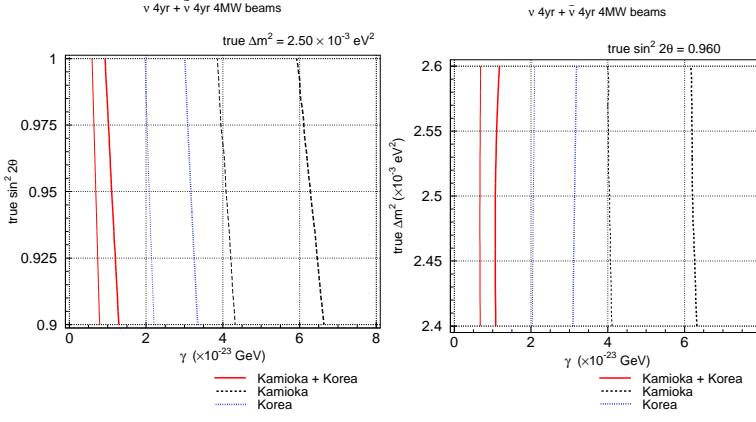 ν 4yr + ν̄ 4yr 4MW beams
true Δm² = 2.50 × 10⁻³ eV²
true sin² 2θ
1
0.975
0.95
0.925
0.9
0 2 4 6 8
γ (×10⁻²³ GeV)
Kamioka + Korea
Kamioka
Korea
ν 4yr + ν̄ 4yr 4MW beams
true sin² 2θ = 0.960
true Δm² (×10⁻³ eV²)
2.6
2.55
2.5
2.45
2.4
0 2 4 6
γ (×10⁻²³ GeV)
Kamioka + Korea
Kamioka
Korea